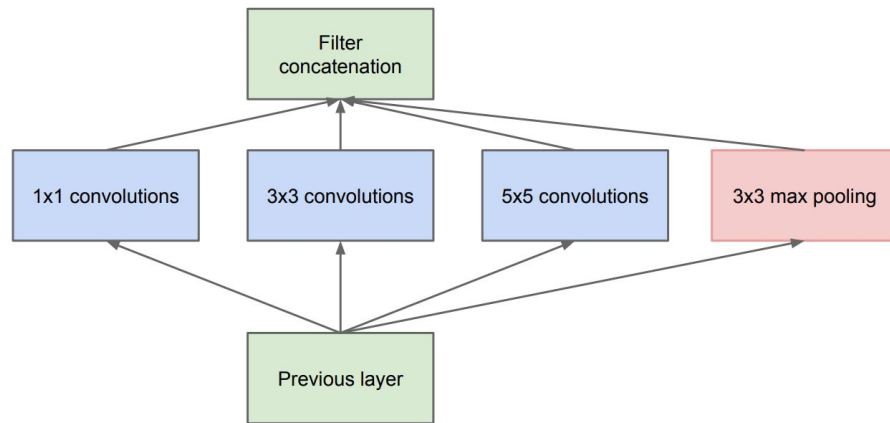 Filter
concatenation
1x1 convolutions
3x3 convolutions
5x5 convolutions
3x3 max pooling
Previous layer